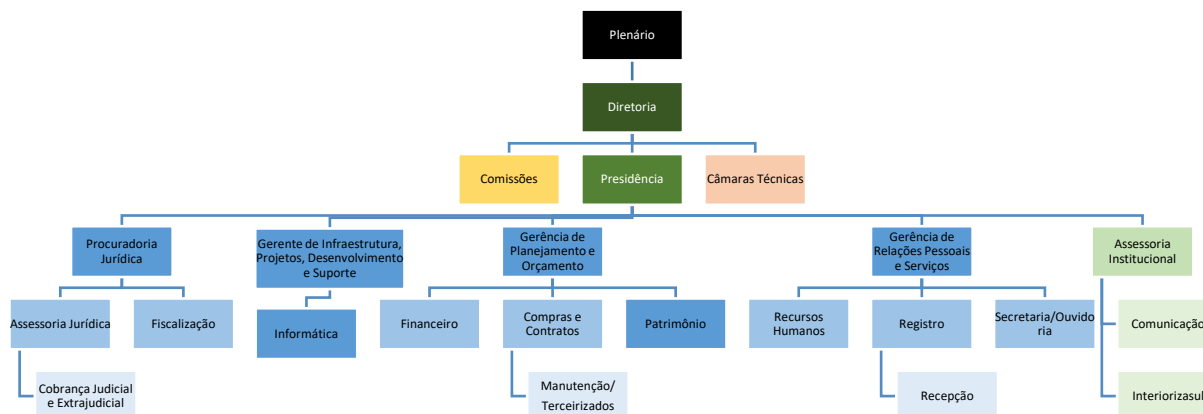 Plenário
Diretoria
Comissões
Presidência
Câmaras Técnicas
Procuradoria
Jurídica
Gerente de Infraestrutura,
Projetos, Desenvolvimento
e Suporte
Gerência de
Planejamento e
Orçamento
Gerência de
Relações Pessoais
e Serviços
Assessoria
Institucional
Assessoria Jurídica
Fiscalização
Informática
Financeiro
Compras e
Contratos
Patrimônio
Recursos
Humanos
Registro
Secretaria/Ouvido
ria
Comunicação
Cobrança Judicial
e Extrajudicial
Manutenção/
Terceirizados
Recepção
Interiorizasul